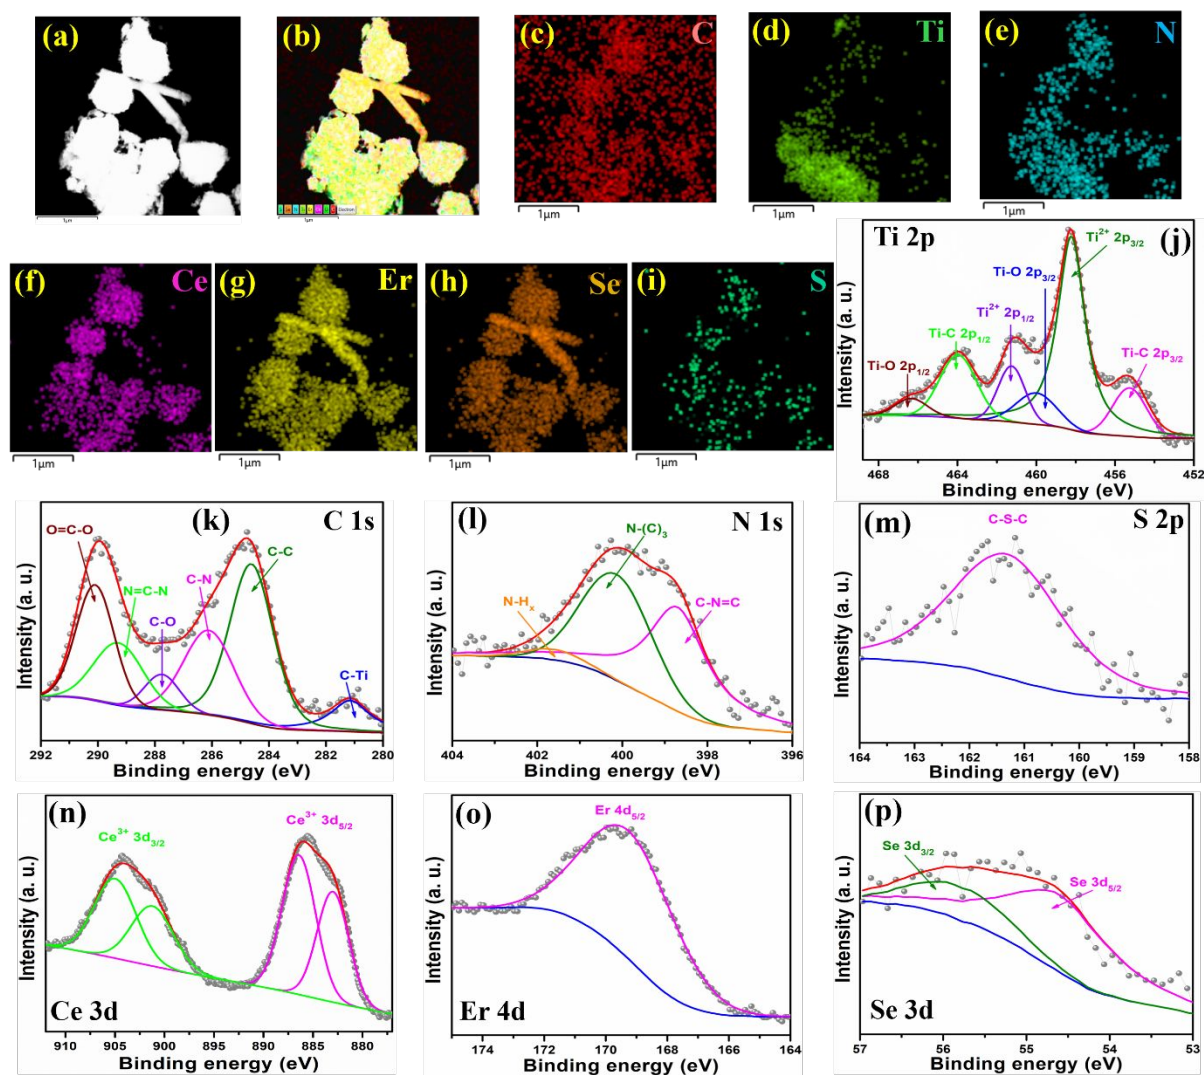 (a)
1µm
(b)
1µm
(c)
C
1µm
(d)
Ti
1µm
(e)
N
1µm
(f)
Ce
1µm
(g)
Er
1µm
(h)
Se
1µm
(i)
S
1µm
Ti 2p
(j)
Ti²⁺ 2p₃/₂
Ti-O 2p₃/₂
Ti²⁺ 2p₁/₂
Ti-C 2p₁/₂
Ti-C 2p₃/₂
Ti-O 2p₁/₂
Intensity (a. u.)
468 464 460 456 452
Binding energy (eV)
(k)
C 1s
O=C-O
N=C-N
C-O
C-N
C-C
C-Ti
Intensity (a. u.)
292 290 288 286 284 282 280
Binding energy (eV)
(l)
N 1s
N-(C)₃
N-Hₓ
C-N=C
Intensity (a. u.)
404 402 400 398 396
Binding energy (eV)
(m)
S 2p
C-S-C
Intensity (a. u.)
164 163 162 161 160 159 158
Binding energy (eV)
(n)
Ce³⁺ 3d₃/₂
Ce³⁺ 3d₅/₂
Ce 3d
Intensity (a. u.)
910 905 900 895 890 885 880
Binding energy (eV)
(o)
Er 4d₅/₂
Er 4d
Intensity (a. u.)
174 172 170 168 166 164
Binding energy (eV)
(p)
Se 3d₃/₂
Se 3d₅/₂
Se 3d
Intensity (a. u.)
57 56 55 54 53
Binding energy (eV)